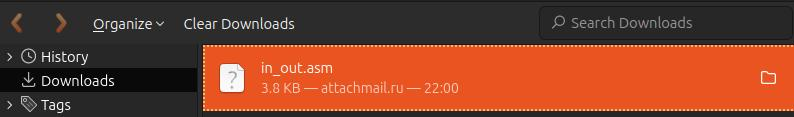 Organize Clear Downloads Search Downloads
History
Downloads
Tags
in_out.asm
3.8 KB — attachmail.ru — 22:00